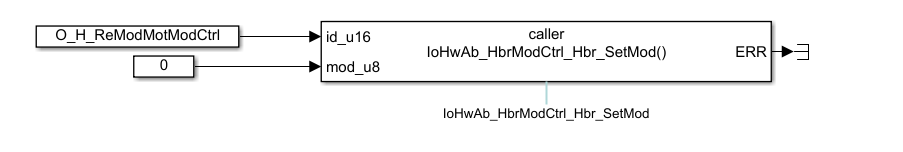 O_H_ReModMotModCtrl
0
id_u16
mod_u8
caller
IoHwAb_HbrModCtrl_Hbr_SetMod()
ERR
IoHwAb_HbrModCtrl_Hbr_SetMod